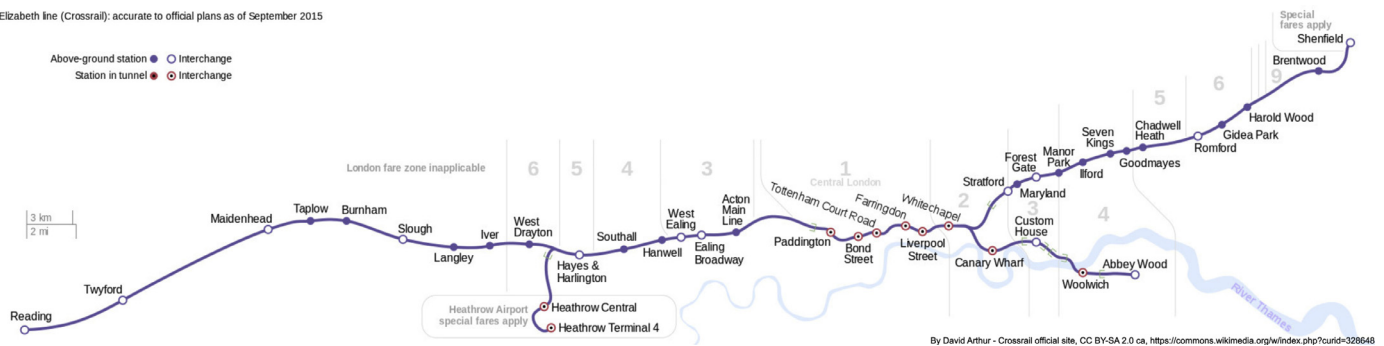 Elizabeth line (Crossrail): accurate to official plans as of September 2015
Above-ground station
Interchange
Station in tunnel
Interchange
3 km
2 mi
London fare zone inapplicable
6
5
4
3
1
Central London
2
3
4
5
6
9
Special
fares apply
Reading
Twyford
Maidenhead
Taplow
Burnham
Slough
Langley
Iver
West
Drayton
Heathrow Airport
special fares apply
Heathrow Central
Heathrow Terminal 4
Hayes &
Harlington
Southall
Hanwell
West
Ealing
Ealing
Broadway
Acton
Main
Line
Paddington
Bond
Street
Tottenham Court Road
Farringdon
Liverpool
Street
Whitechapel
Stratford
Maryland
Forest
Gate
Manor
Park
Ilford
Seven
Kings
Goodmayes
Chadwell
Heath
Romford
Gidea Park
Harold Wood
Brentwood
Shenfield
Canary Wharf
Custom
House
Woolwich
Abbey Wood
River Thames
By David Arthur - Crossrail official site, CC BY-SA 2.0 ca, https://commons.wikimedia.org/w/index.php?curid=328648